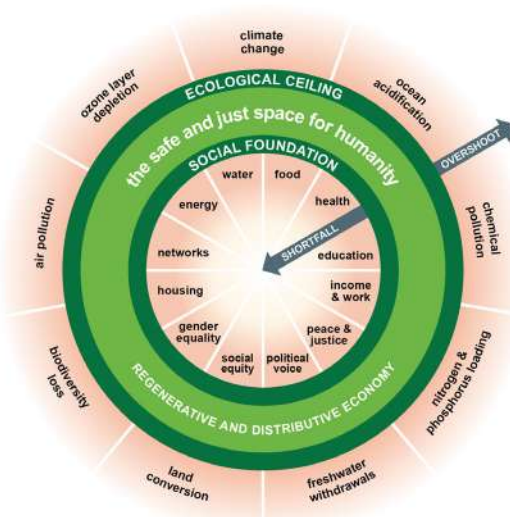 climate
change
ocean
acidification
chemical
pollution
nitrogen &
phosphorus loading
freshwater
withdrawals
land
conversion
biodiversity
loss
air pollution
ozone layer
depletion
ECOLOGICAL CEILING
the safe and just space for humanity
SOCIAL FOUNDATION
OVERSHOOT
SHORTFALL
water
food
health
education
income
& work
peace &
justice
political
voice
social
equity
gender
equality
housing
networks
energy
REGENERATIVE AND DISTRIBUTIVE ECONOMY